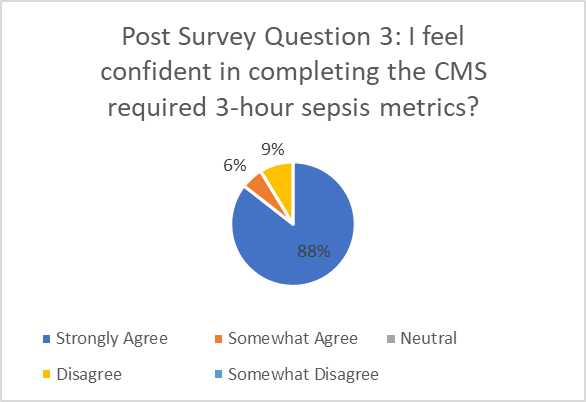 Post Survey Question 3: I feel
confident in completing the CMS
required 3-hour sepsis metrics?
9%
6%
88%
Strongly Agree
Somewhat Agree
Neutral
Disagree
Somewhat Disagree